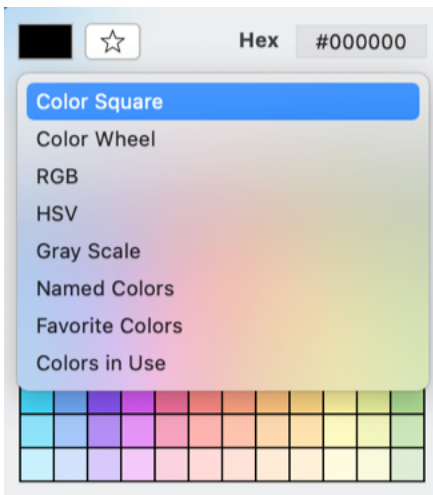 Hex #000000
Color Square
Color Wheel
RGB
HSV
Gray Scale
Named Colors
Favorite Colors
Colors in Use